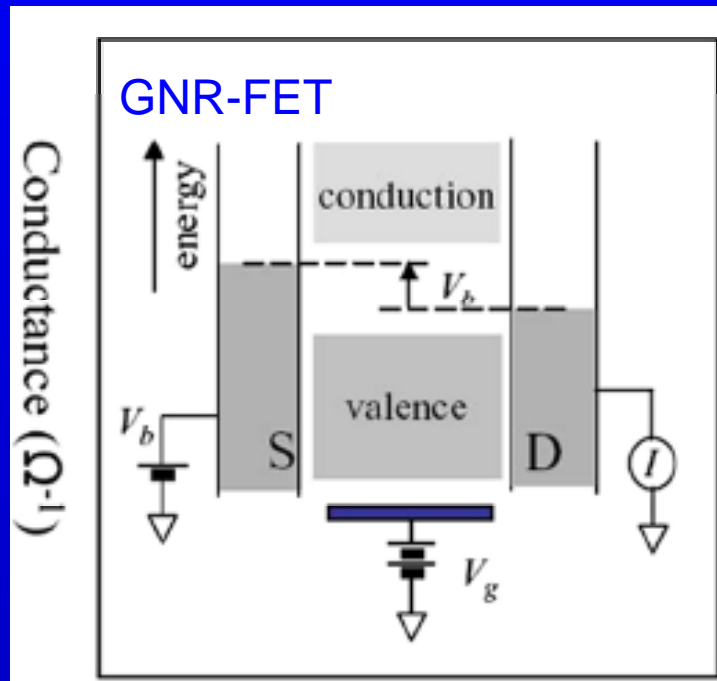 GNR-FET
Conductance (Ω⁻¹)
energy
conduction
V_b
valence
V_b
S
D
I
V_g